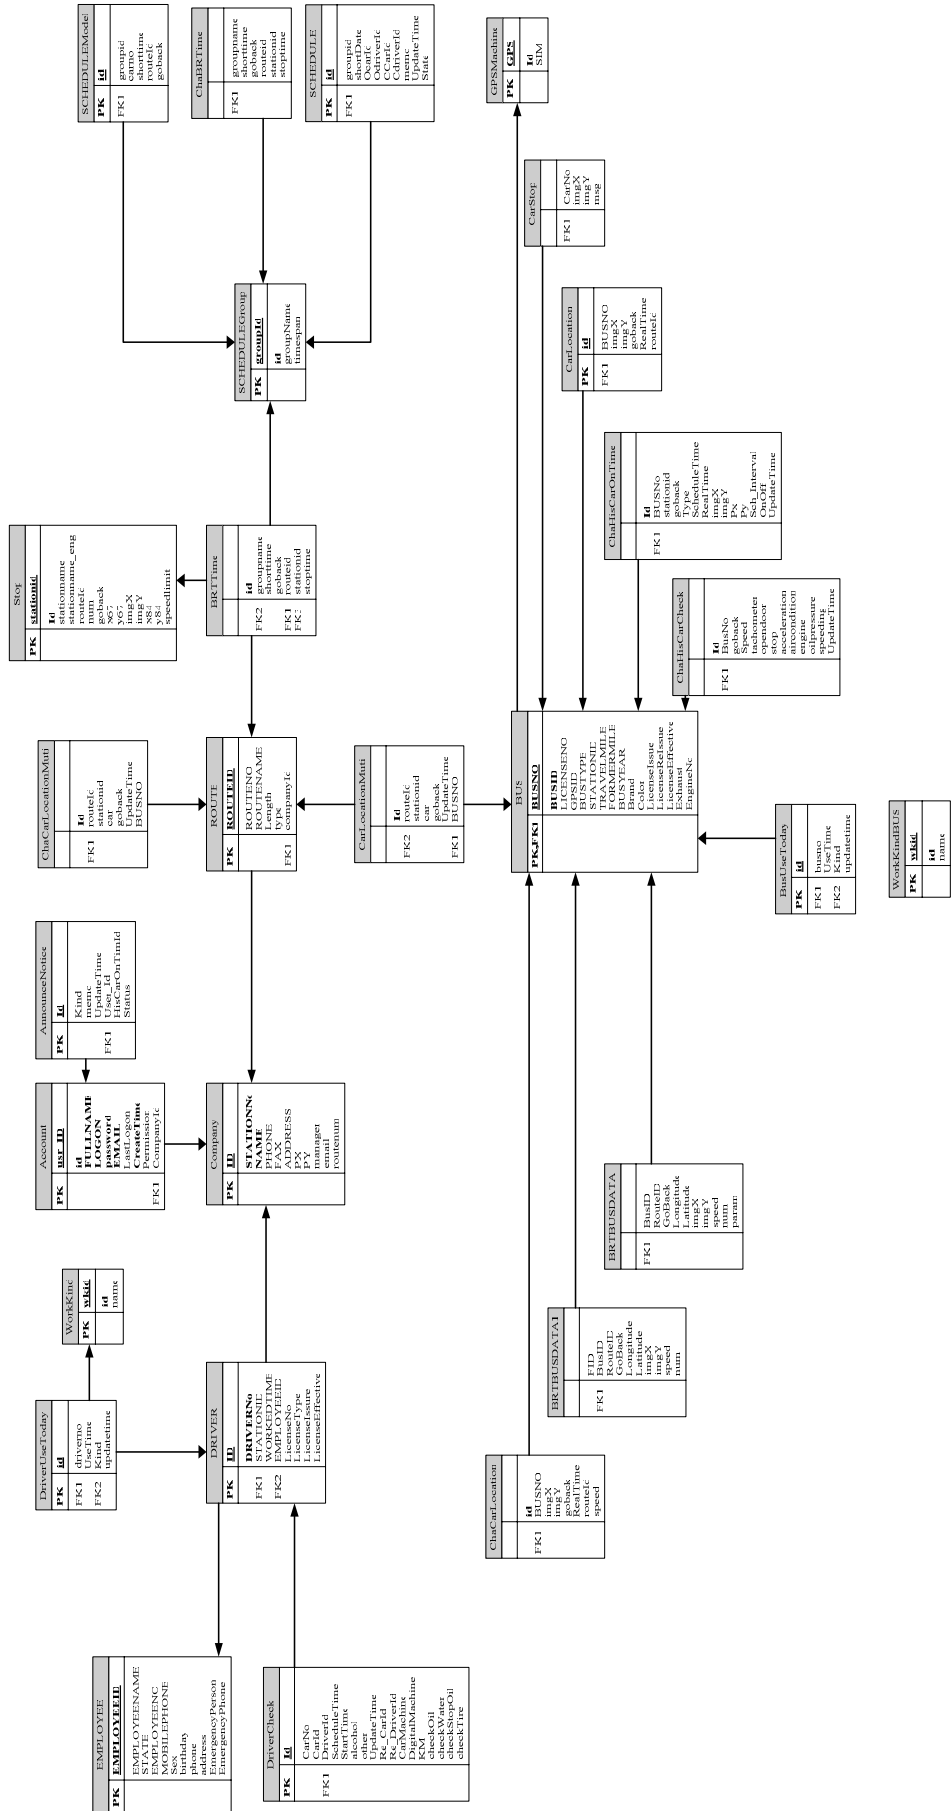 EMPLOYEE
PK EMPLOYEEID
EMPLOYEENAME
STATE
EMPLOYEENC
MOBILEPHONE
Sex
birthday
phone
address
EmergencyPerson
EmergencyPhone
DriverUseToday
PK id
FK1 driverno
UseTime
FK2 Kind
updatetime
WorkKind
PK wkid
id
name
Account
PK usr_ID
id
FULLNAME
LOGON
password
EMAIL
LastLogon
CreateTime
Permission
FK1 CompanyId
AnnounceNotice
PK Id
Kind
memo
UpdateTime
FK1 User_Id
HisCarOnTimId
Status
ChaCarLocationMuti
Id
FK1 routeId
stationid
car
goback
UpdateTime
BUSNO
Stop
PK stationid
Id
stationname
stationname_eng
routeId
num
goback
x67
y67
imgX
imgY
x84
y84
speedlimit
SCHEDULEModel
PK id
FK1 groupid
carno
shorttime
routeId
goback
ChaBRTime
FK1 groupname
shorttime
goback
routeid
stationid
stoptime
SCHEDULE
PK id
FK1 groupid
shortDate
OcarId
OdriverId
CCarId
CdriverId
memo
UpdateTime
State
DriverCheck
PK Id
CarNo
CarId
FK1 DriverId
ScheduleTime
StartTime
alcohol
other
UpdateTime
Re_CarId
Re_DriverId
CarMachine
DigitalMachine
KM
checkOil
checkWater
checkStopOil
checkTire
DRIVER
PK ID
DRIVERNo
FK1 STATIONID
WORKEDTIME
FK2 EMPLOYEEID
LicenseNo
LicenseType
LicenseIssure
LicenseEffective
Company
PK ID
STATIONNo
NAME
PHONE
FAX
ADDRESS
PX
PY
manager
email
routenum
ROUTE
PK ROUTEID
ROUTENO
ROUTENAME
Length
type
FK1 companyId
BRTTime
id
FK2 groupname
shorttime
goback
FK1 routeid
FK3 stationid
stoptime
SCHEDULEGroup
PK groupId
id
groupName
timespan
CarLocationMuti
Id
FK2 routeId
stationid
car
goback
UpdateTime
FK1 BUSNO
GPSMachine
PK GPS
Id
SIM
ChaCarLocation
id
FK1 BUSNO
imgX
imgY
goback
RealTime
routeId
speed
BRTBUSDATA1
FID
FK1 BusID
RouteID
GoBack
Longitude
Latitude
imgX
imgY
speed
num
BRTBUSDATA
FK1 BusID
RouteID
GoBack
Longitude
Latitude
imgX
imgY
speed
num
param
BUS
PK,FK1 BUSNO
BUSID
LICENSENO
GPSID
BUSTYPE
STATIONID
TRAVELMILE
FORMERMILE
BUSYEAR
Brand
Color
LicenseIssue
LicenseReIssue
LicenseEffective
Exhaust
EngineNo
CarStop
FK1 CarNo
imgX
imgY
msg
CarLocation
PK id
FK1 BUSNO
imgX
imgY
goback
RealTime
routeId
ChaHisCarOnTime
Id
FK1 BUSNo
stationid
goback
Type
ScheduleTime
RealTime
imgX
imgY
Px
Py
Sch_Interval
OnOff
UpdateTime
ChaHisCarCheck
Id
FK1 BusNo
goback
Speed
tachometer
opendoor
stop
acceleration
aircondition
engine
oilpressure
speeding
UpdateTime
BusUseToday
PK id
FK1 busno
UseTime
FK2 Kind
updatetime
WorkKindBUS
PK wkid
id
name